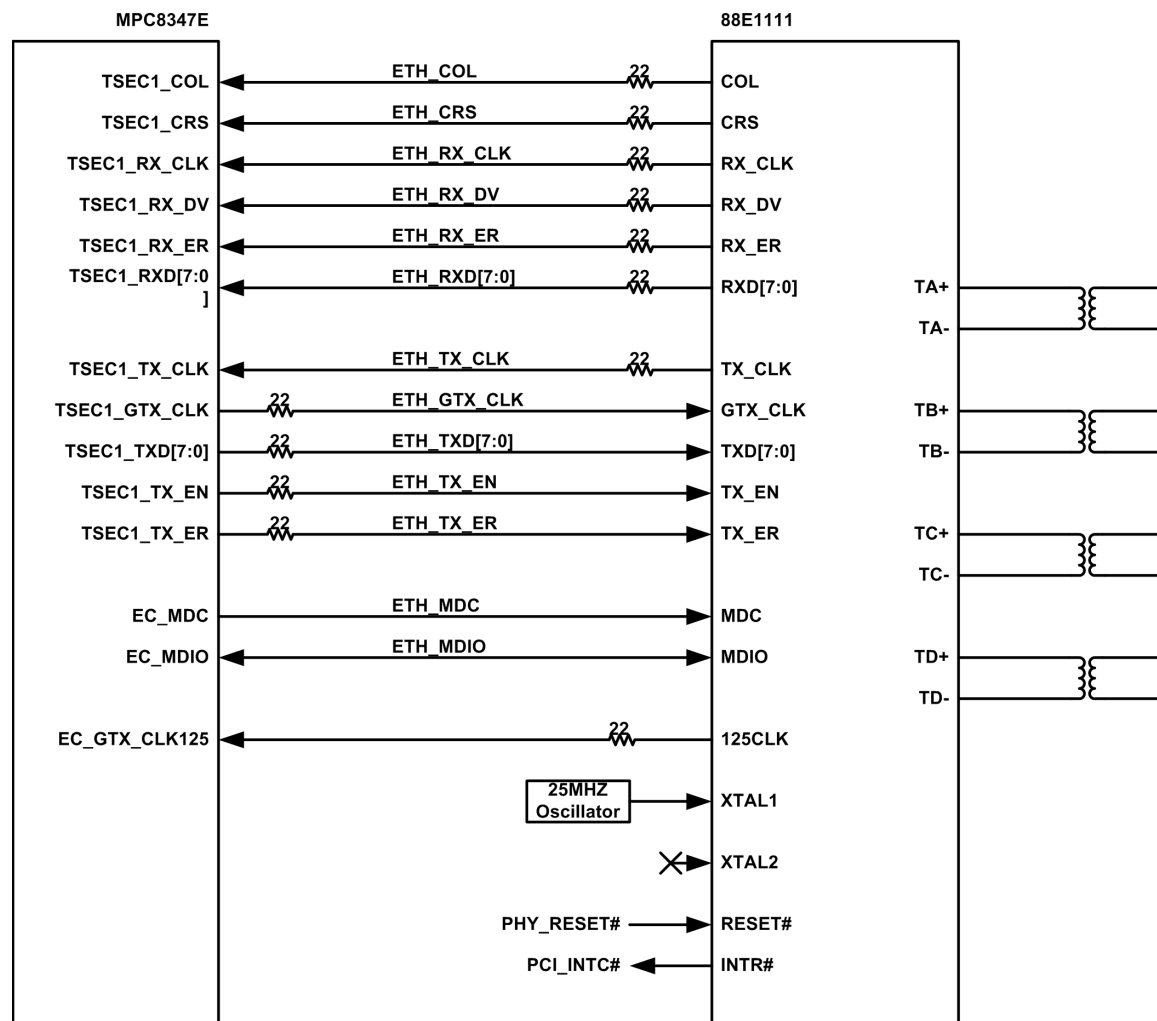 MPC8347E 88E1111
TSEC1_COL ETH_COL 22 COL
TSEC1_CRS ETH_CRS 22 CRS
TSEC1_RX_CLK ETH_RX_CLK 22 RX_CLK
TSEC1_RX_DV ETH_RX_DV 22 RX_DV
TSEC1_RX_ER ETH_RX_ER 22 RX_ER
TSEC1_RXD[7:0
] ETH_RXD[7:0] 22 RXD[7:0] TA+
TA-
TSEC1_TX_CLK ETH_TX_CLK 22 TX_CLK
TSEC1_GTX_CLK 22 ETH_GTX_CLK GTX_CLK TB+
TSEC1_TXD[7:0] 22 ETH_TXD[7:0] TXD[7:0] TB-
TSEC1_TX_EN 22 ETH_TX_EN TX_EN
TSEC1_TX_ER 22 ETH_TX_ER TX_ER TC+
TC-
EC_MDC ETH_MDC MDC
EC_MDIO ETH_MDIO MDIO TD+
TD-
EC_GTX_CLK125 22 125CLK
25MHZ
Oscillator XTAL1
XTAL2
PHY_RESET# RESET#
PCI_INTC# INTR#